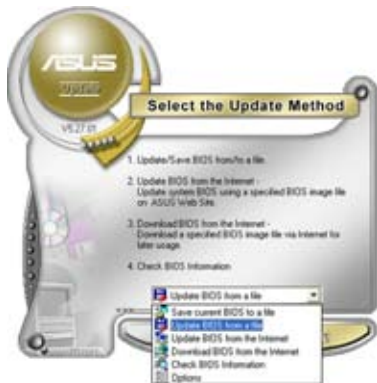 ASUS
Update
Select the Update Method
1. Update/Save BIOS from/to a file.
2. Update BIOS from the Internet -
Update system BIOS using a specified BIOS image file
on ASUS Web Site.
3. Download BIOS from the Internet -
Download a specified BIOS image file via Internet for
later usage.
4. Check BIOS Information
Update BIOS from a file
Save current BIOS to a file
Update BIOS from a file
Update BIOS from the Internet
Download BIOS from the Internet
Check BIOS Information
Options